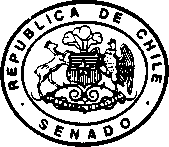 REPUBLICA DE CHILE
SENADO